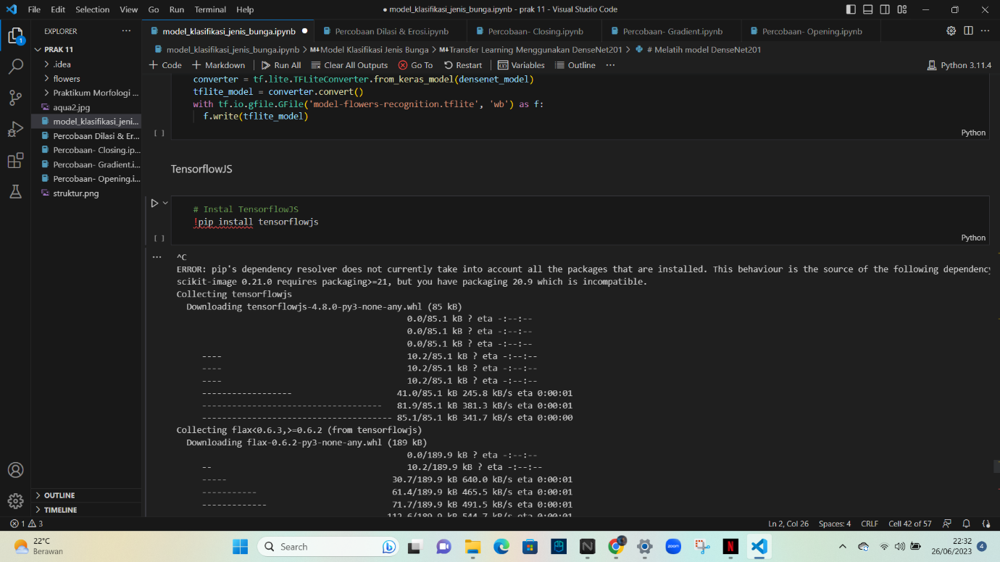 File Edit Selection View Go Run Terminal Help
● model_klasifikasi_jenis_bunga.ipynb - prak 11 - Visual Studio Code
EXPLORER
model_klasifikasi_jenis_bunga.ipynb ● Percobaan Dilasi & Erosi.ipynb Percobaan- Closing.ipynb Percobaan- Gradient.ipynb Percobaan- Opening.ipynb
PRAK 11
model_klasifikasi_jenis_bunga.ipynb > M↓Model Klasifikasi Jenis Bunga > M↓Transfer Learning Menggunakan DenseNet201 > # Melatih model DenseNet201
+ Code + Markdown Run All Clear All Outputs Go To Restart Variables Outline ... Python 3.11.4
1
.idea
flowers
Praktikum Morfologi ...
aqua2.jpg
model_klasifikasi_jeni...
Percobaan Dilasi & Er...
Percobaan- Closing.ip...
Percobaan- Gradient.i...
Percobaan- Opening.i...
struktur.png
OUTLINE
TIMELINE
converter = tf.lite.TFLiteConverter.from_keras_model(densenet_model)
tflite_model = converter.convert()
with tf.io.gfile.GFile('model-flowers-recognition.tflite', 'wb') as f:
f.write(tflite_model)
[ ] Python
TensorflowJS
# Instal TensorflowJS
!pip install tensorflowjs
[ ] Python
... ^C
ERROR: pip's dependency resolver does not currently take into account all the packages that are installed. This behaviour is the source of the following dependency
scikit-image 0.21.0 requires packaging>=21, but you have packaging 20.9 which is incompatible.
Collecting tensorflowjs
Downloading tensorflowjs-4.8.0-py3-none-any.whl (85 kB)
0.0/85.1 kB ? eta -:--:--
0.0/85.1 kB ? eta -:--:--
0.0/85.1 kB ? eta -:--:--
---- 10.2/85.1 kB ? eta -:--:--
---- 10.2/85.1 kB ? eta -:--:--
---- 10.2/85.1 kB ? eta -:--:--
------------------ 41.0/85.1 kB 245.8 kB/s eta 0:00:01
------------------------------------ 81.9/85.1 kB 381.3 kB/s eta 0:00:01
-------------------------------------- 85.1/85.1 kB 341.7 kB/s eta 0:00:00
Collecting flax<0.6.3,>=0.6.2 (from tensorflowjs)
Downloading flax-0.6.2-py3-none-any.whl (189 kB)
0.0/189.9 kB ? eta -:--:--
-- 10.2/189.9 kB ? eta -:--:--
----- 30.7/189.9 kB 640.0 kB/s eta 0:00:01
----------- 61.4/189.9 kB 465.5 kB/s eta 0:00:01
------------- 71.7/189.9 kB 491.5 kB/s eta 0:00:01
112.6/189.9 kB 544.7 kB/s eta 0:00:01
1 3 Ln 2, Col 26 Spaces: 4 CRLF Cell 42 of 57
22°C
Berawan
Search
zoom
N
22:32
26/06/2023
4